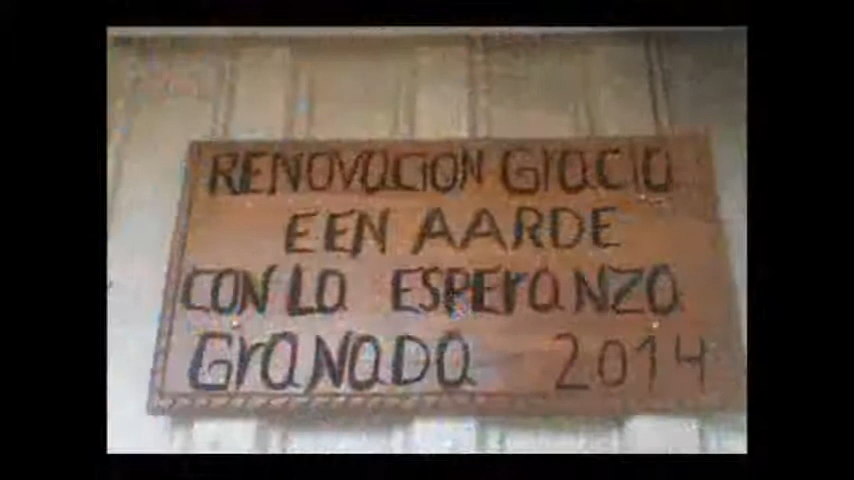 RENOVaCION GraCIa
EEN AARDE
CON La ESPEraNZa
GraNaDa 2014